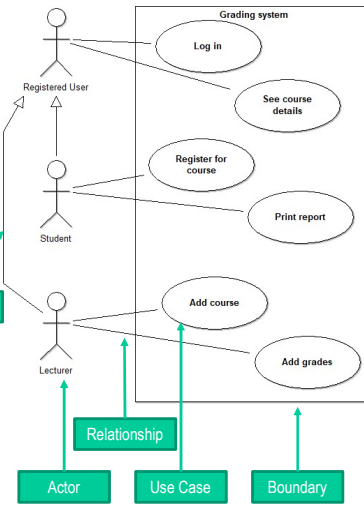 Grading system
Log in
Registered User
See course
details
Register for
course
Student
Print report
Add course
Lecturer
Add grades
Relationship
Actor
Use Case
Boundary